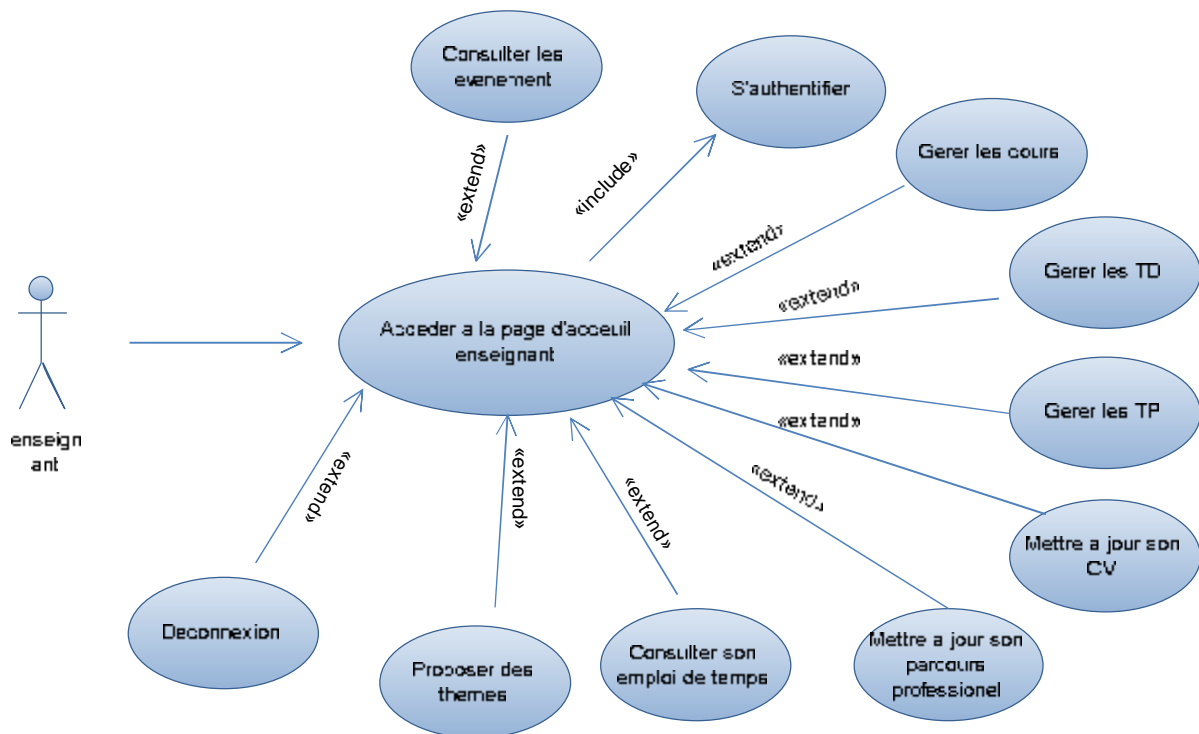 Consulter les
evenement
S'authentifier
Gerer les cours
«extend»
«include»
«extend»
Gerer les TD
«extend»
Acceder a la page d'acceuil
enseignant
«extend»
Gerer les TP
«extend»
enseign
ant
«extend»
«extend»
«extend»
«extend»
Mettre a jour son
CV
Deconnexion
Proposer des
themes
Consulter son
emploi de temps
Mettre a jour son
parcours
professionel